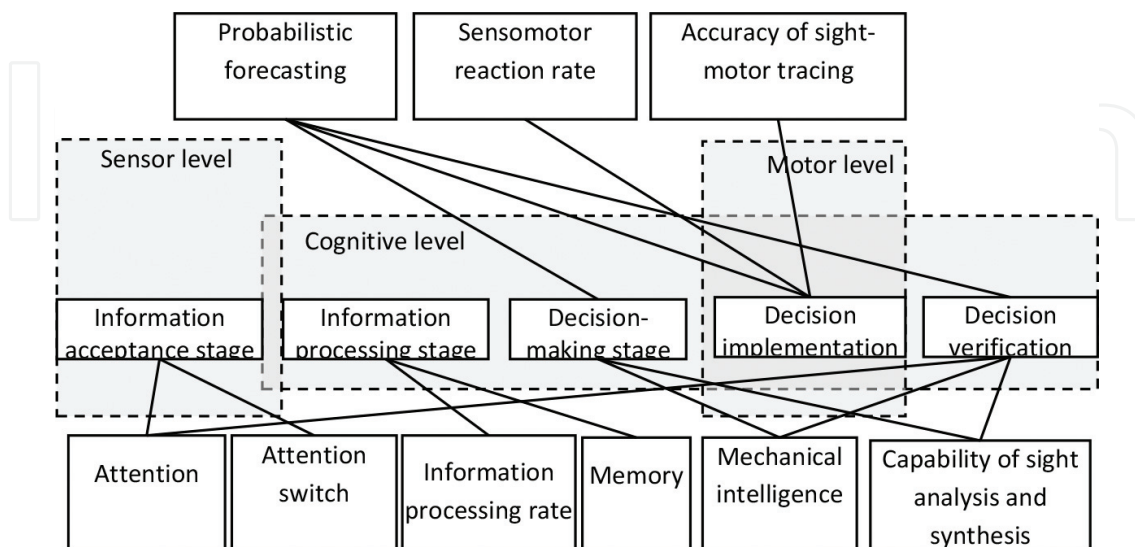 Probabilistic
forecasting
Sensomotor
reaction rate
Accuracy of sight-
motor tracing
Sensor level
Motor level
Cognitive level
Information
acceptance stage
Information
processing stage
Decision-
making stage
Decision
implementation
Decision
verification
Attention
Attention
switch
Information
processing rate
Memory
Mechanical
intelligence
Capability of sight
analysis and
synthesis